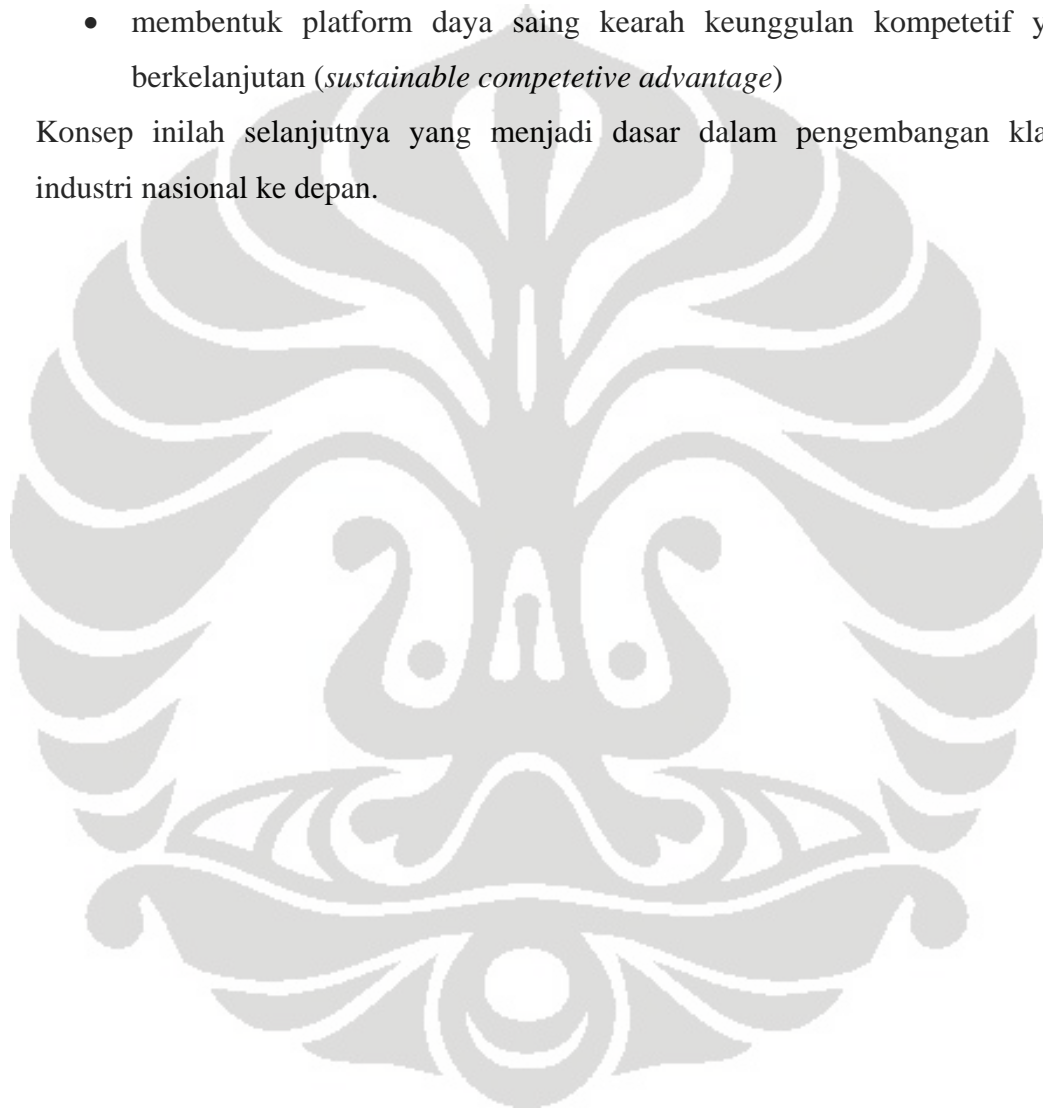 • membentuk platform daya saing kearah keunggulan kompetetif y
berkelanjutan (sustainable competetive advantage)
Konsep inilah selanjutnya yang menjadi dasar dalam pengembangan kla
industri nasional ke depan.